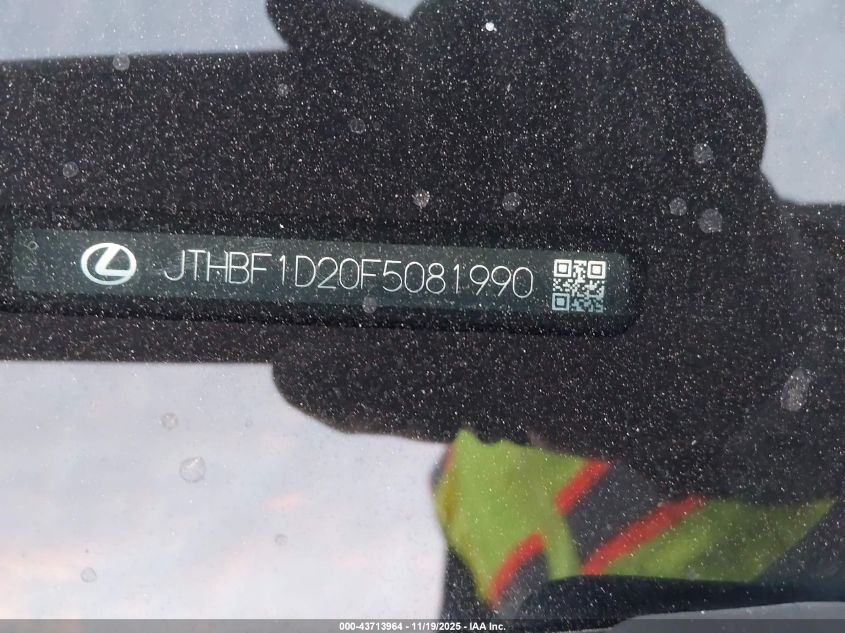 JTHBF1D20F5081990
000-43713964 - 11/19/2025 - IAA Inc.